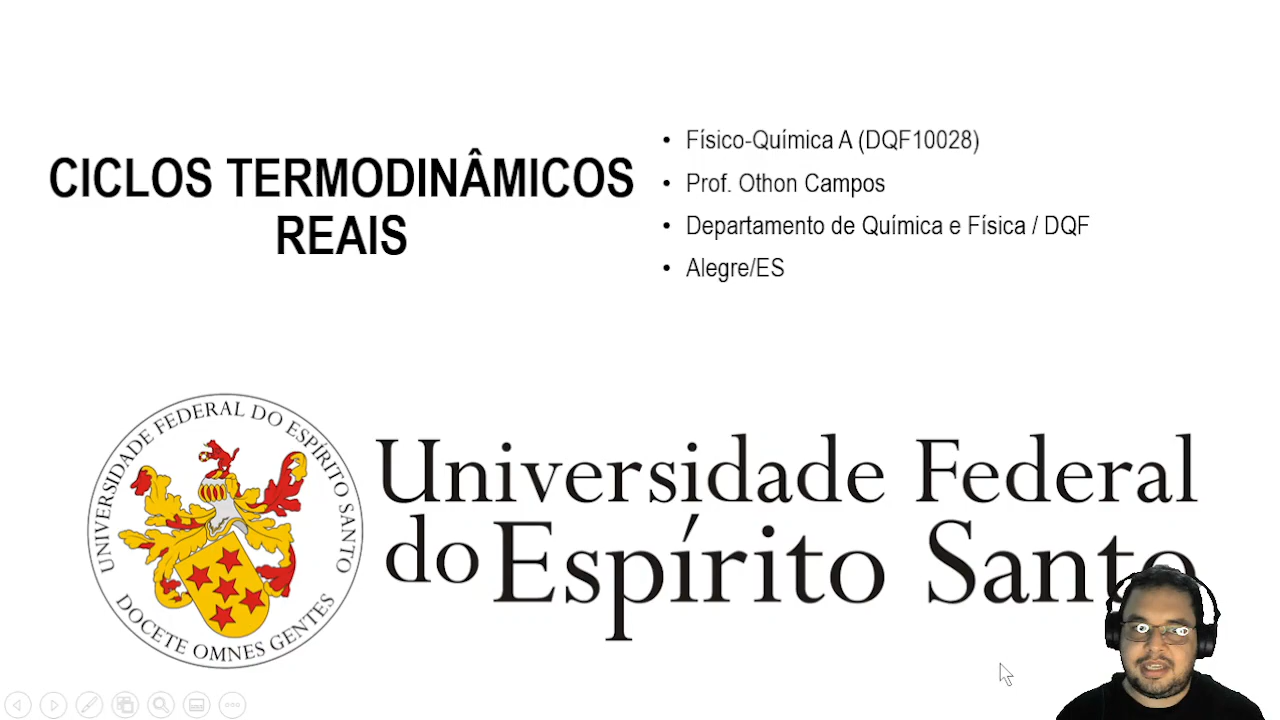 CICLOS TERMODINÂMICOS
REAIS
• Físico-Química A (DQF10028)
• Prof. Othon Campos
• Departamento de Química e Física / DQF
• Alegre/ES
UNIVERSIDADE FEDERAL DO ESPÍRITO SANTO
DOCETE OMNES GENTES
Universidade Federal
do Espírito Santo